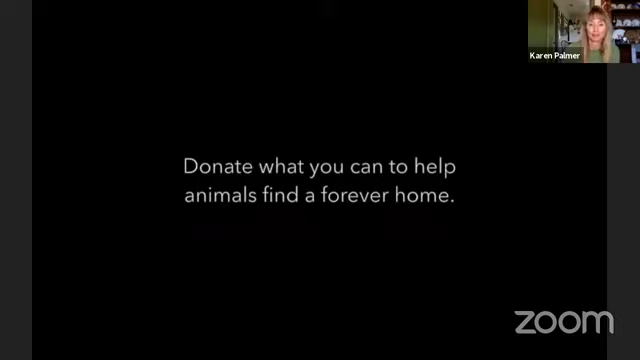 Karen Palmer
Donate what you can to help
animals find a forever home.
zoom